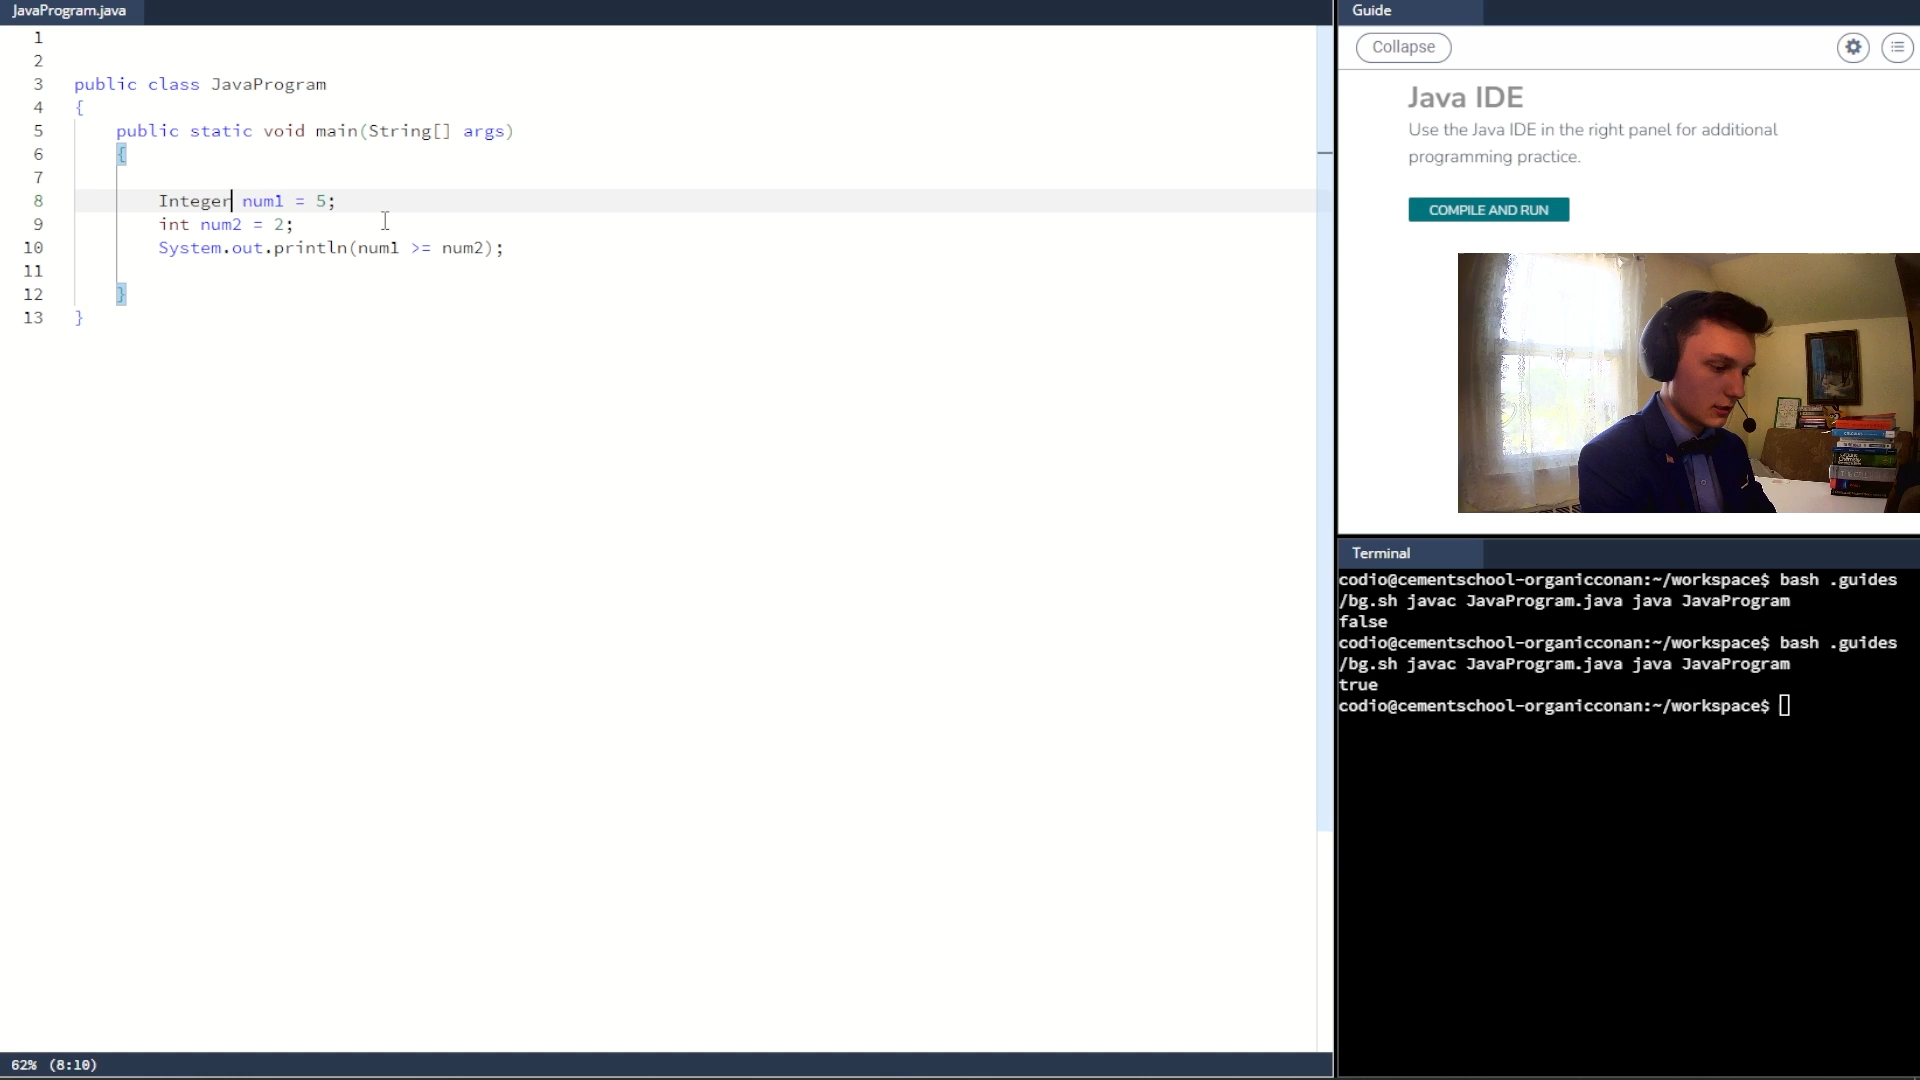 JavaProgram.java
1
2
3 public class JavaProgram
4 {
5 public static void main(String[] args)
6 {
7
8 Integer num1 = 5;
9 int num2 = 2;
10 System.out.println(num1 >= num2);
11
12 }
13 }
62% (8:10)
Guide
Collapse
Java IDE
Use the Java IDE in the right panel for additional
programming practice.
COMPILE AND RUN
Terminal
codio@cementschool-organicconan:~/workspace$ bash .guides
/bg.sh javac JavaProgram.java java JavaProgram
false
codio@cementschool-organicconan:~/workspace$ bash .guides
/bg.sh javac JavaProgram.java java JavaProgram
true
codio@cementschool-organicconan:~/workspace$